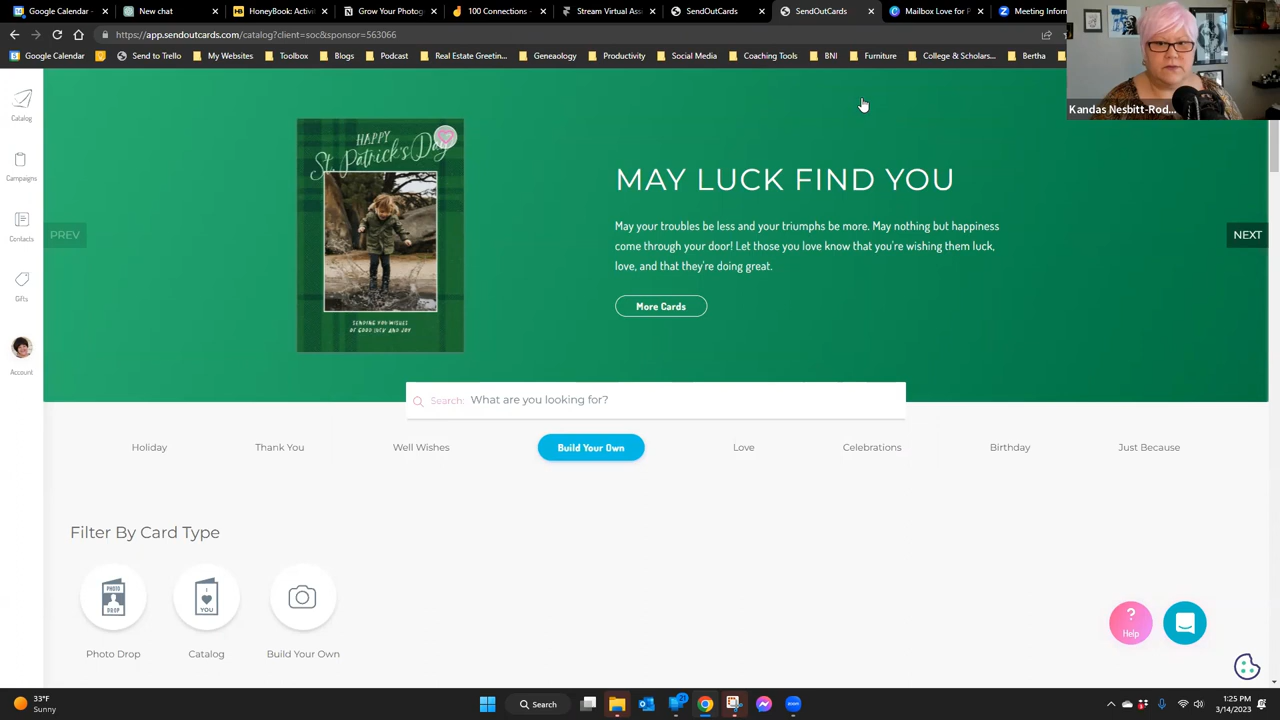 Google Calendar -
New chat
HoneyBook: Activi
Grow Your Photog
100 Connections -
Stream Virtual Ass
SendOutCards
SendOutCards
Mailbox Love for P
Meeting Inform
https://app.sendoutcards.com/catalog?client=soc&sponsor=563066
Google Calendar
Send to Trello
My Websites
Toolbox
Blogs
Podcast
Real Estate Greetin...
Geneaology
Productivity
Social Media
Coaching Tools
BNI
Furniture
College & Scholars...
Bertha
Kandas Nesbitt-Rod...
Catalog
Campaigns
Contacts
Gifts
Account
PREV
HAPPY
St. Patrick's Day
SENDING YOU WISHES
OF GOOD LUCK AND JOY
MAY LUCK FIND YOU
May your troubles be less and your triumphs be more. May nothing but happiness
come through your door! Let those you love know that you're wishing them luck,
love, and that they're doing great.
More Cards
NEXT
Search: What are you looking for?
Holiday
Thank You
Well Wishes
Build Your Own
Love
Celebrations
Birthday
Just Because
Filter By Card Type
PHOTO
DROP
I
YOU
Photo Drop
Catalog
Build Your Own
?
Help
33°F
Sunny
Search
21
1:25 PM
3/14/2023